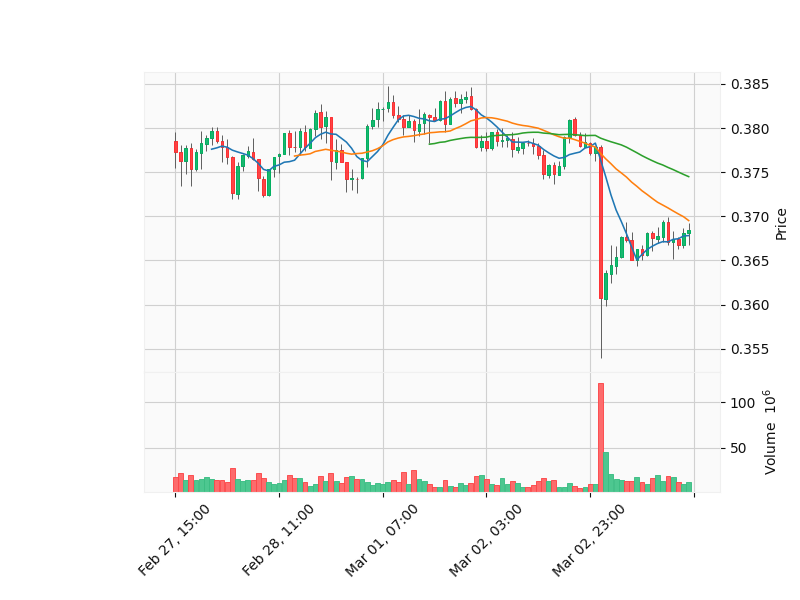 0.385
0.380
0.375
0.370
0.365
0.360
0.355
Price
100
50
Volume 10⁶
Feb 27, 15:00
Feb 28, 11:00
Mar 01, 07:00
Mar 02, 03:00
Mar 02, 23:00